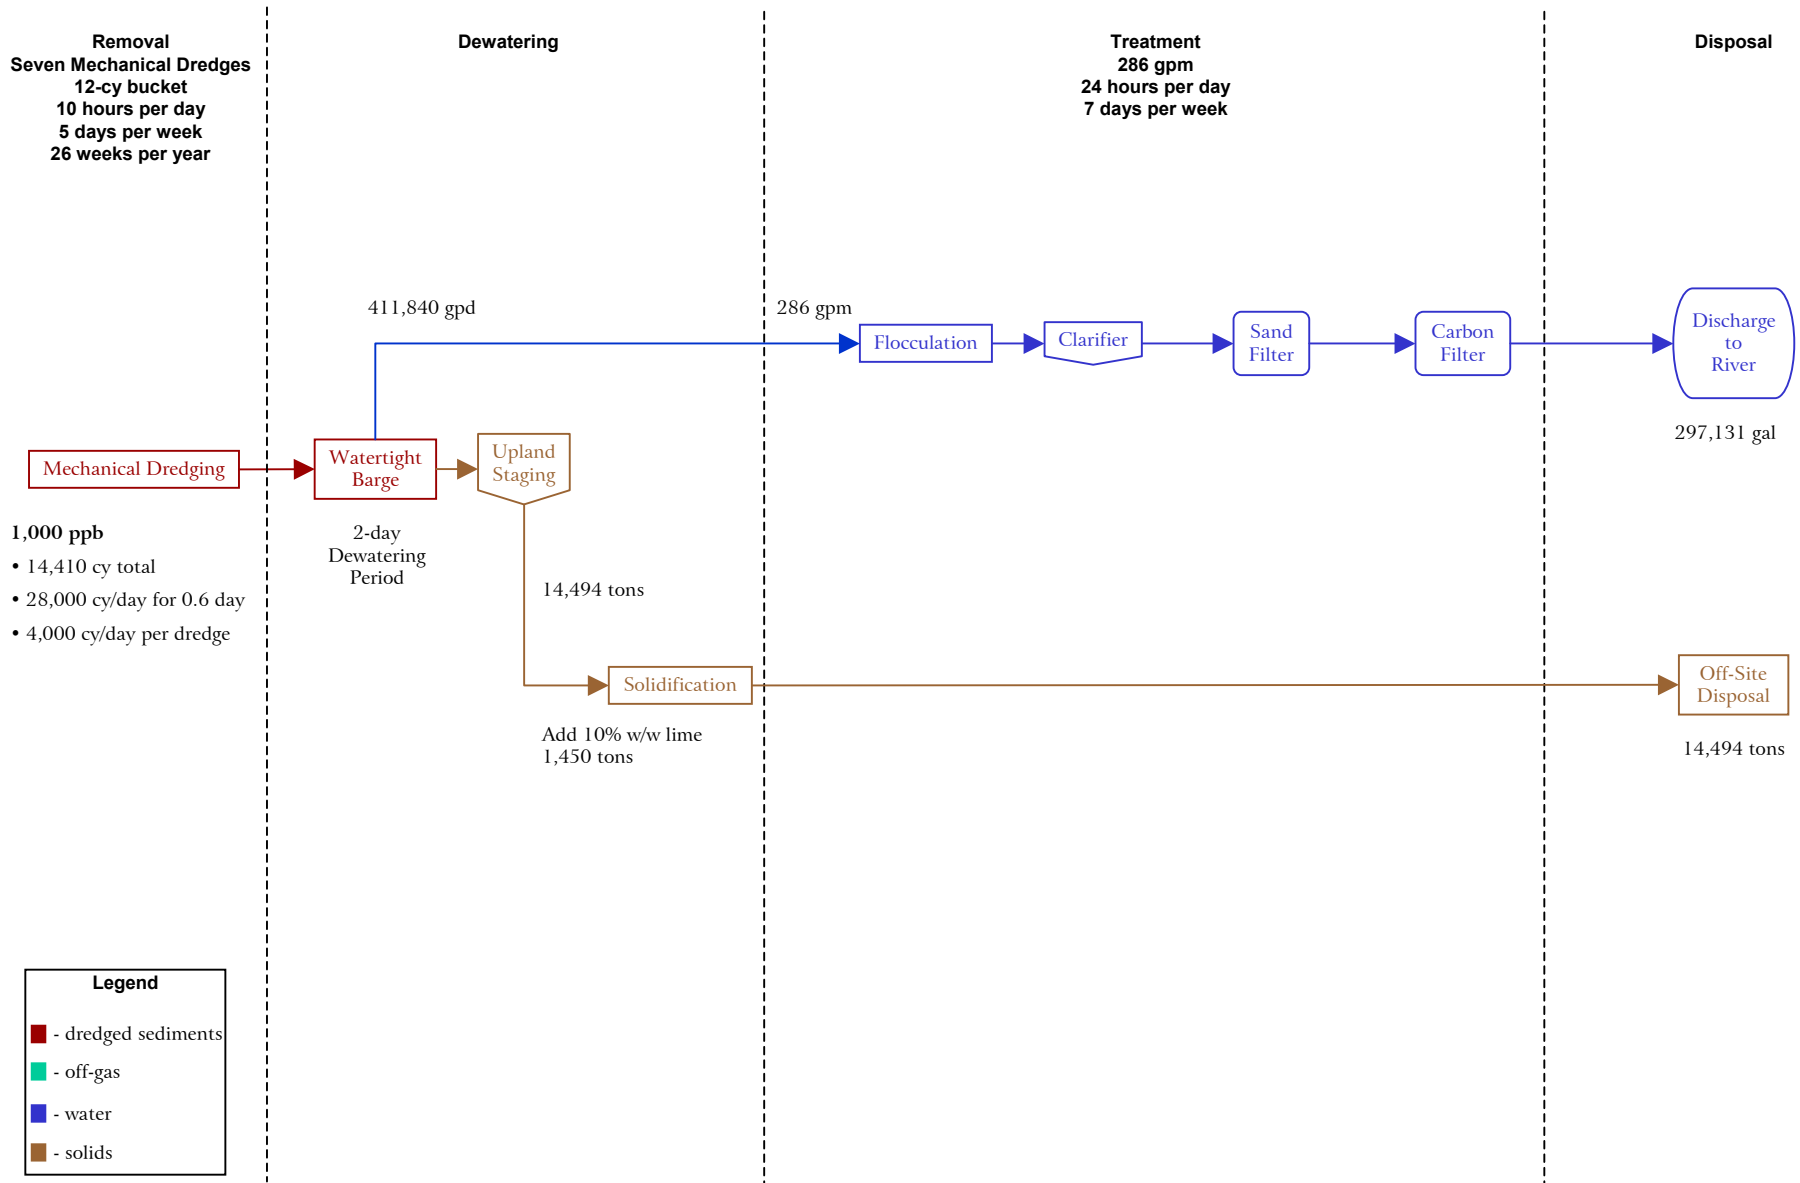 Removal
Seven Mechanical Dredges
12-cy bucket
10 hours per day
5 days per week
26 weeks per year
Dewatering
Treatment
286 gpm
24 hours per day
7 days per week
Disposal
411,840 gpd
286 gpm
Flocculation
Clarifier
Sand
Filter
Carbon
Filter
Discharge
to
River
297,131 gal
Mechanical Dredging
Watertight
Barge
Upland
Staging
1,000 ppb
• 14,410 cy total
• 28,000 cy/day for 0.6 day
• 4,000 cy/day per dredge
2-day
Dewatering
Period
14,494 tons
Solidification
Add 10% w/w lime
1,450 tons
Off-Site
Disposal
14,494 tons
Legend
- dredged sediments
- off-gas
- water
- solids